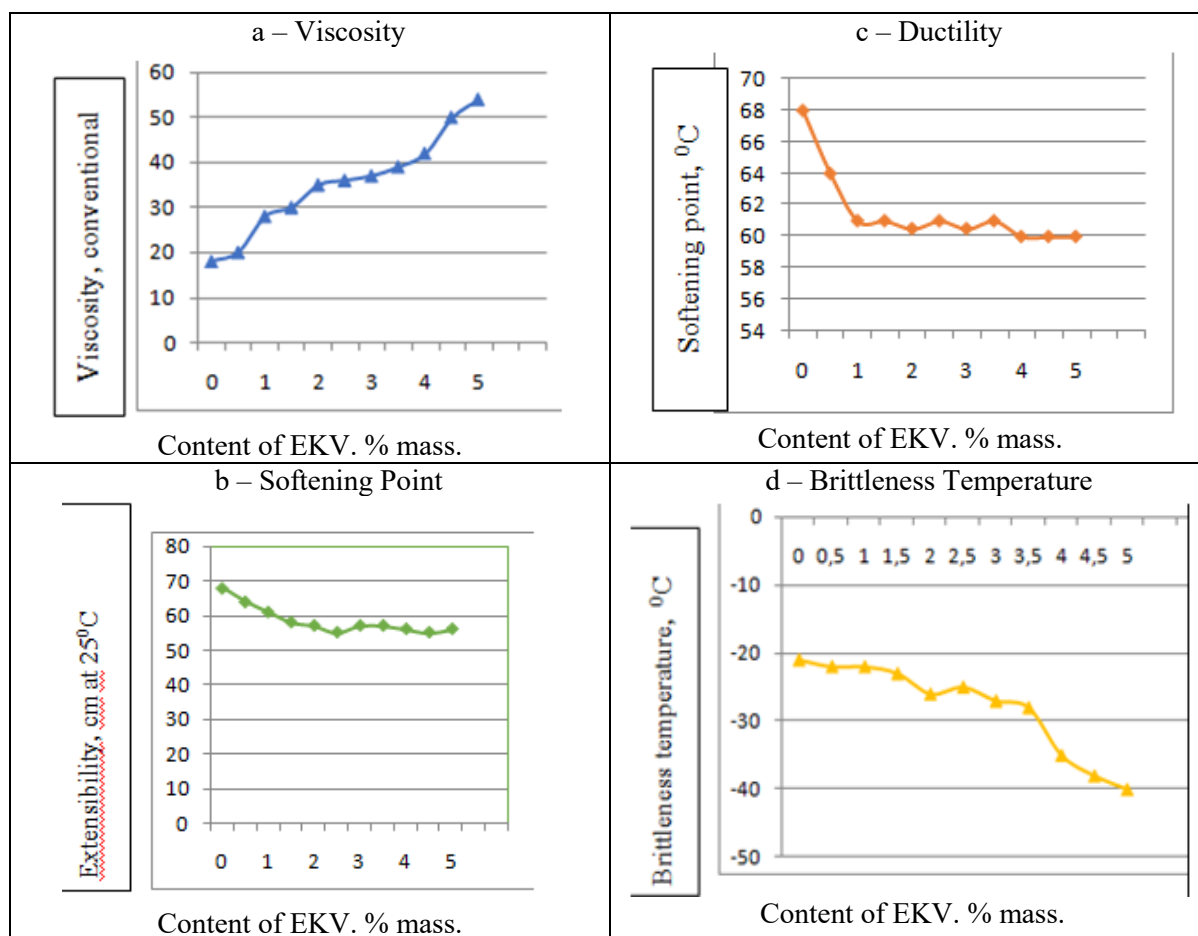 a – Viscosity
Viscosity, conventional
60
50
40
30
20
10
0
0 1 2 3 4 5
Content of EKV. % mass.
c – Ductility
Softening point, ⁰C
70
68
66
64
62
60
58
56
54
0 1 2 3 4 5
Content of EKV. % mass.
b – Softening Point
Extensibility, cm at 25⁰C
80
70
60
50
40
30
20
10
0
0 1 2 3 4 5
Content of EKV. % mass.
d – Brittleness Temperature
Brittleness temperature, ⁰C
0
0 0,5 1 1,5 2 2,5 3 3,5 4 4,5 5
-10
-20
-30
-40
-50
Content of EKV. % mass.